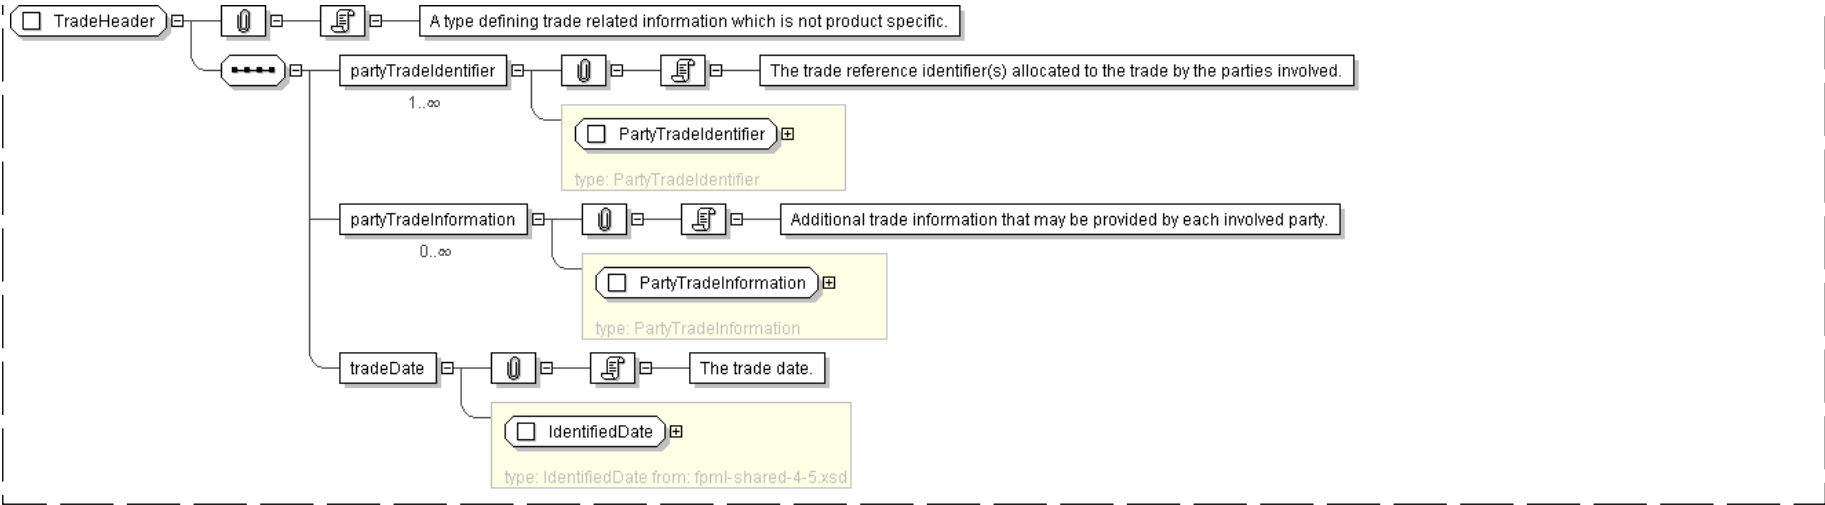 TradeHeader
A type defining trade related information which is not product specific.
partyTradeIdentifier
The trade reference identifier(s) allocated to the trade by the parties involved.
1..∞
PartyTradeIdentifier
type: PartyTradeIdentifier
partyTradeInformation
Additional trade information that may be provided by each involved party.
0..∞
PartyTradeInformation
type: PartyTradeInformation
tradeDate
The trade date.
IdentifiedDate
type: IdentifiedDate from: fpml-shared-4-5.xsd